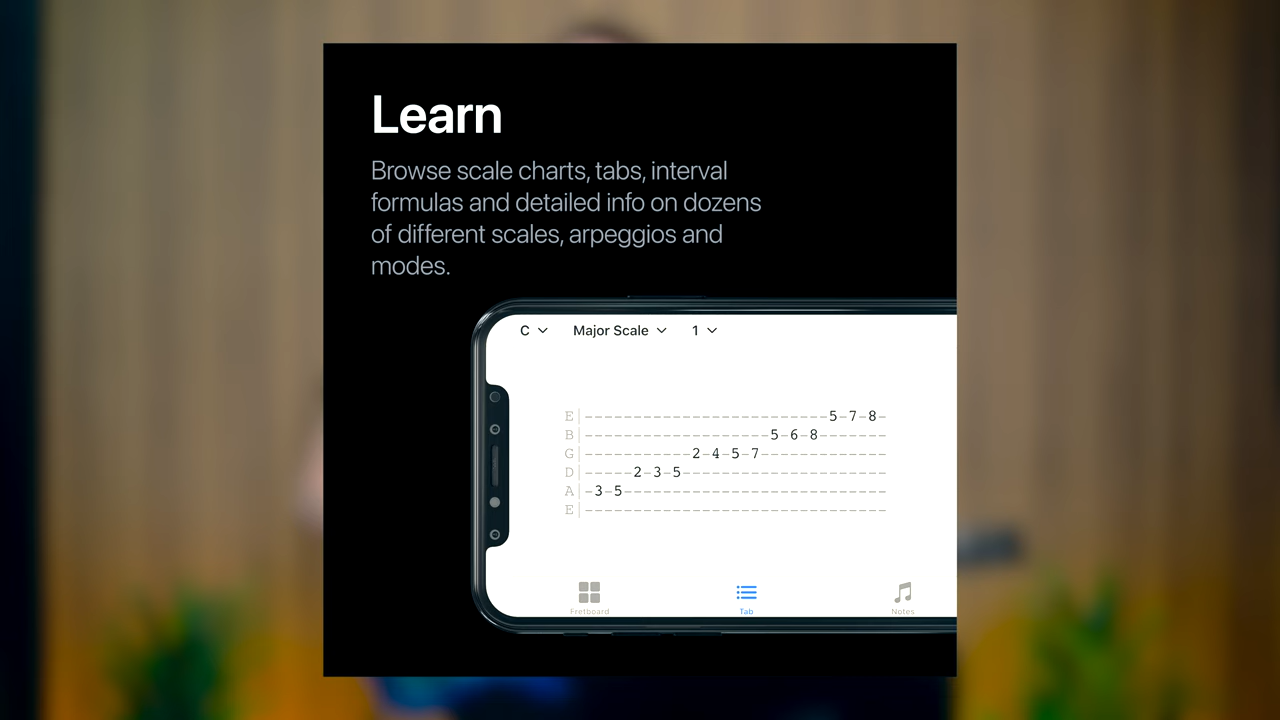 Learn
Browse scale charts, tabs, interval
formulas and detailed info on dozens
of different scales, arpeggios and
modes.
C Major Scale 1
E|-------------------------5-7-8-
B|-------------------5-6-8-------
G|-----------2-4-5-7-------------
D|-----2-3-5---------------------
A|-3-5---------------------------
E|-------------------------------
Fretboard Tab Notes